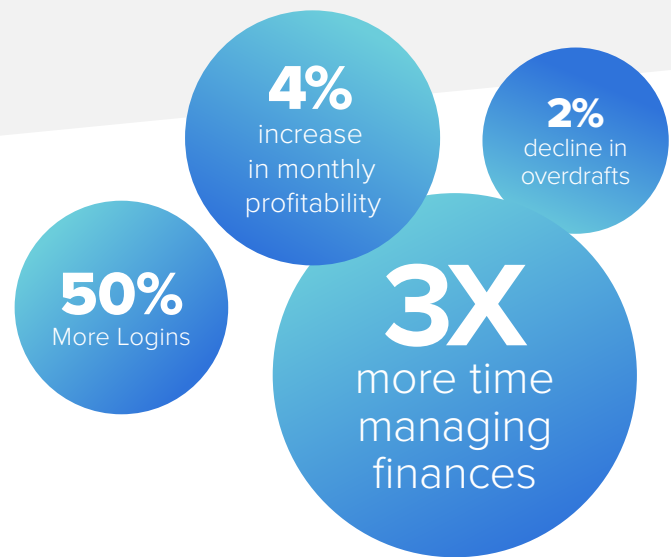 4%
increase
in monthly
profitability
2%
decline in
overdrafts
50%
More Logins
3X
more time
managing
finances